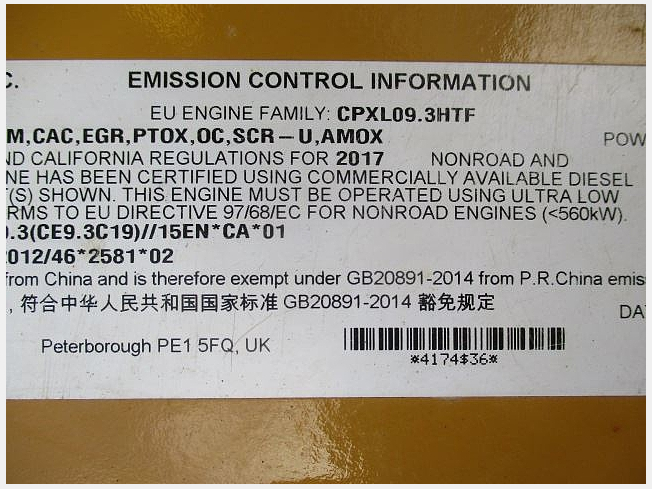 C. EMISSION CONTROL INFORMATION
EU ENGINE FAMILY: CPXL09.3HTF
M,CAC,EGR,PTOX,OC,SCR-U,AMOX POW
ND CALIFORNIA REGULATIONS FOR 2017 NONROAD AND
NE HAS BEEN CERTIFIED USING COMMERCIALLY AVAILABLE DIESEL
T(S) SHOWN. THIS ENGINE MUST BE OPERATED USING ULTRA LOW
ORMS TO EU DIRECTIVE 97/68/EC FOR NONROAD ENGINES (<560kW).
9.3(CE9.3C19)//15EN*CA*01
2012/46*2581*02
from China and is therefore exempt under GB20891-2014 from P.R.China emiss
, 符合中华人民共和国国家标准 GB20891-2014 豁免规定
DA
Peterborough PE1 5FQ, UK
*4174$36*